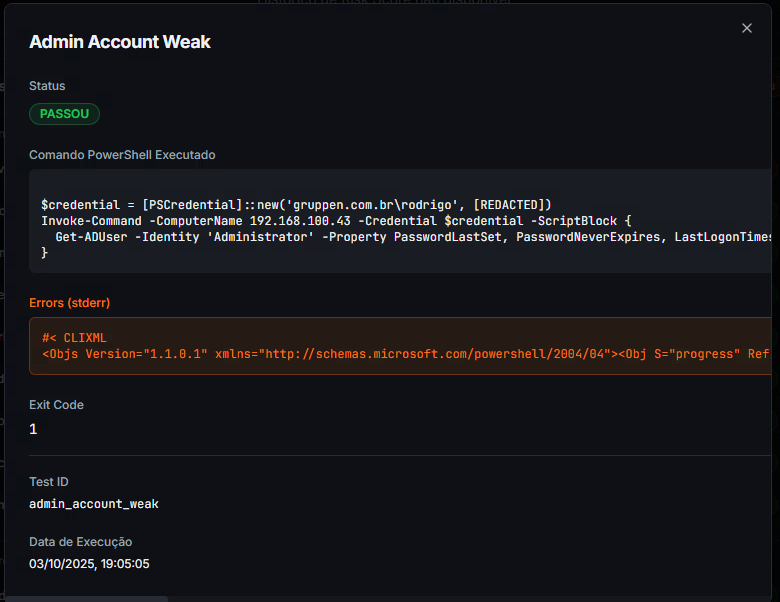 Admin Account Weak
Status
PASSOU
Comando PowerShell Executado
$credential = [PSCredential]::new('gruppen.com.br\rodrigo', [REDACTED])
Invoke-Command -ComputerName 192.168.100.43 -Credential $credential -ScriptBlock {
Get-ADUser -Identity 'Administrator' -Property PasswordLastSet, PasswordNeverExpires, LastLogonTimes
}
Errors (stderr)
#< CLIXML
<Objs Version="1.1.0.1" xmlns="http://schemas.microsoft.com/powershell/2004/04"><Obj S="progress" Ref
Exit Code
1
Test ID
admin_account_weak
Data de Execução
03/10/2025, 19:05:05